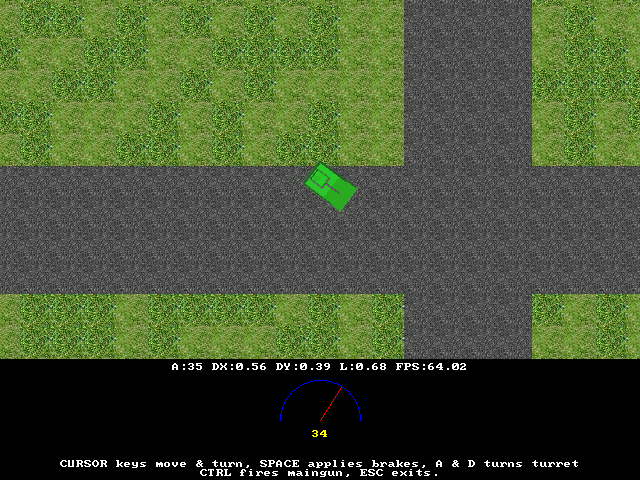 A:35 DX:0.56 DY:0.39 L:0.68 FPS:64.02
34
CURSOR keys move & turn, SPACE applies brakes, A & D turns turret
CTRL fires maingun, ESC exits.